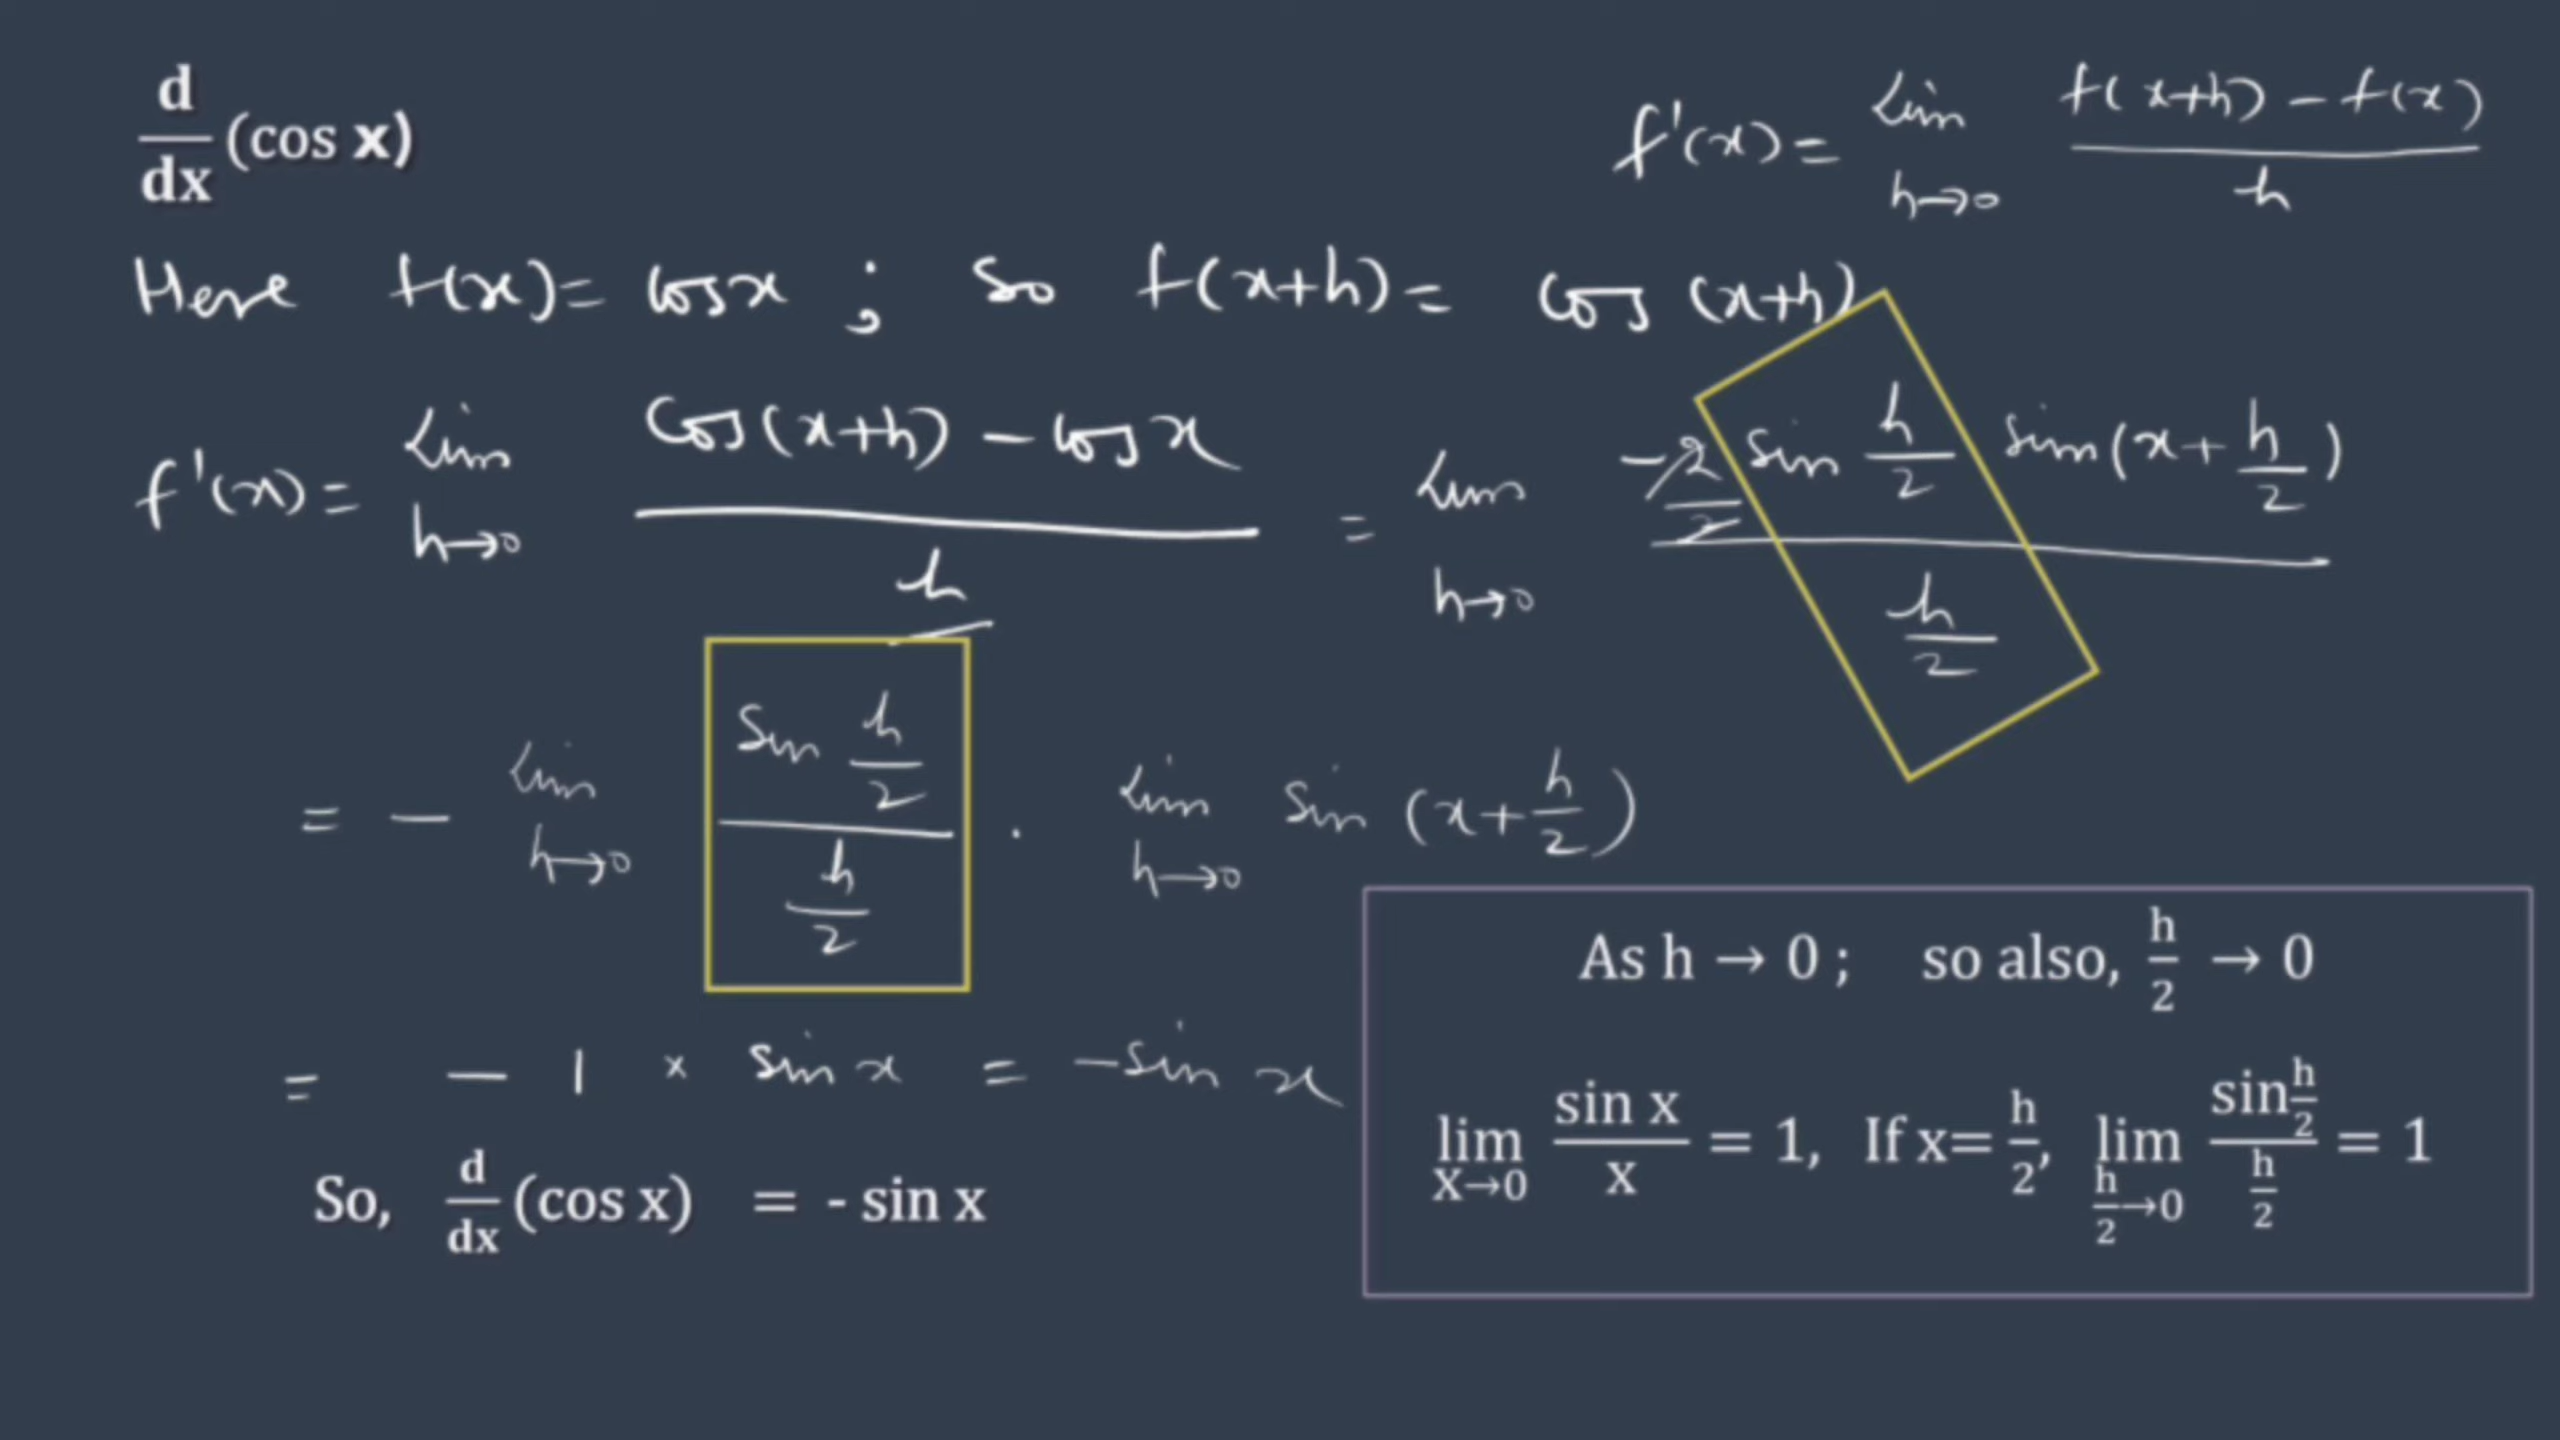 d/dx (cos x)
f'(x) = Lim h→0 (f(x+h) - f(x))/h
Here f(x) = cos x ; So f(x+h) = cos (x+h)
f'(x) = Lim h→0 (Cos(x+h) - cos x)/h = Lim h→0 (-2/2 sin h/2 sin(x + h/2))/(h/2)
= - Lim h→0 (Sin h/2)/(h/2) . Lim h→0 Sin (x + h/2)
= - 1 × sin x = -sin x
So, d/dx (cos x) = - sin x
As h → 0 ; so also, h/2 → 0
lim X→0 sin x/x = 1, If x= h/2, lim h/2→0 (sin h/2)/(h/2) = 1